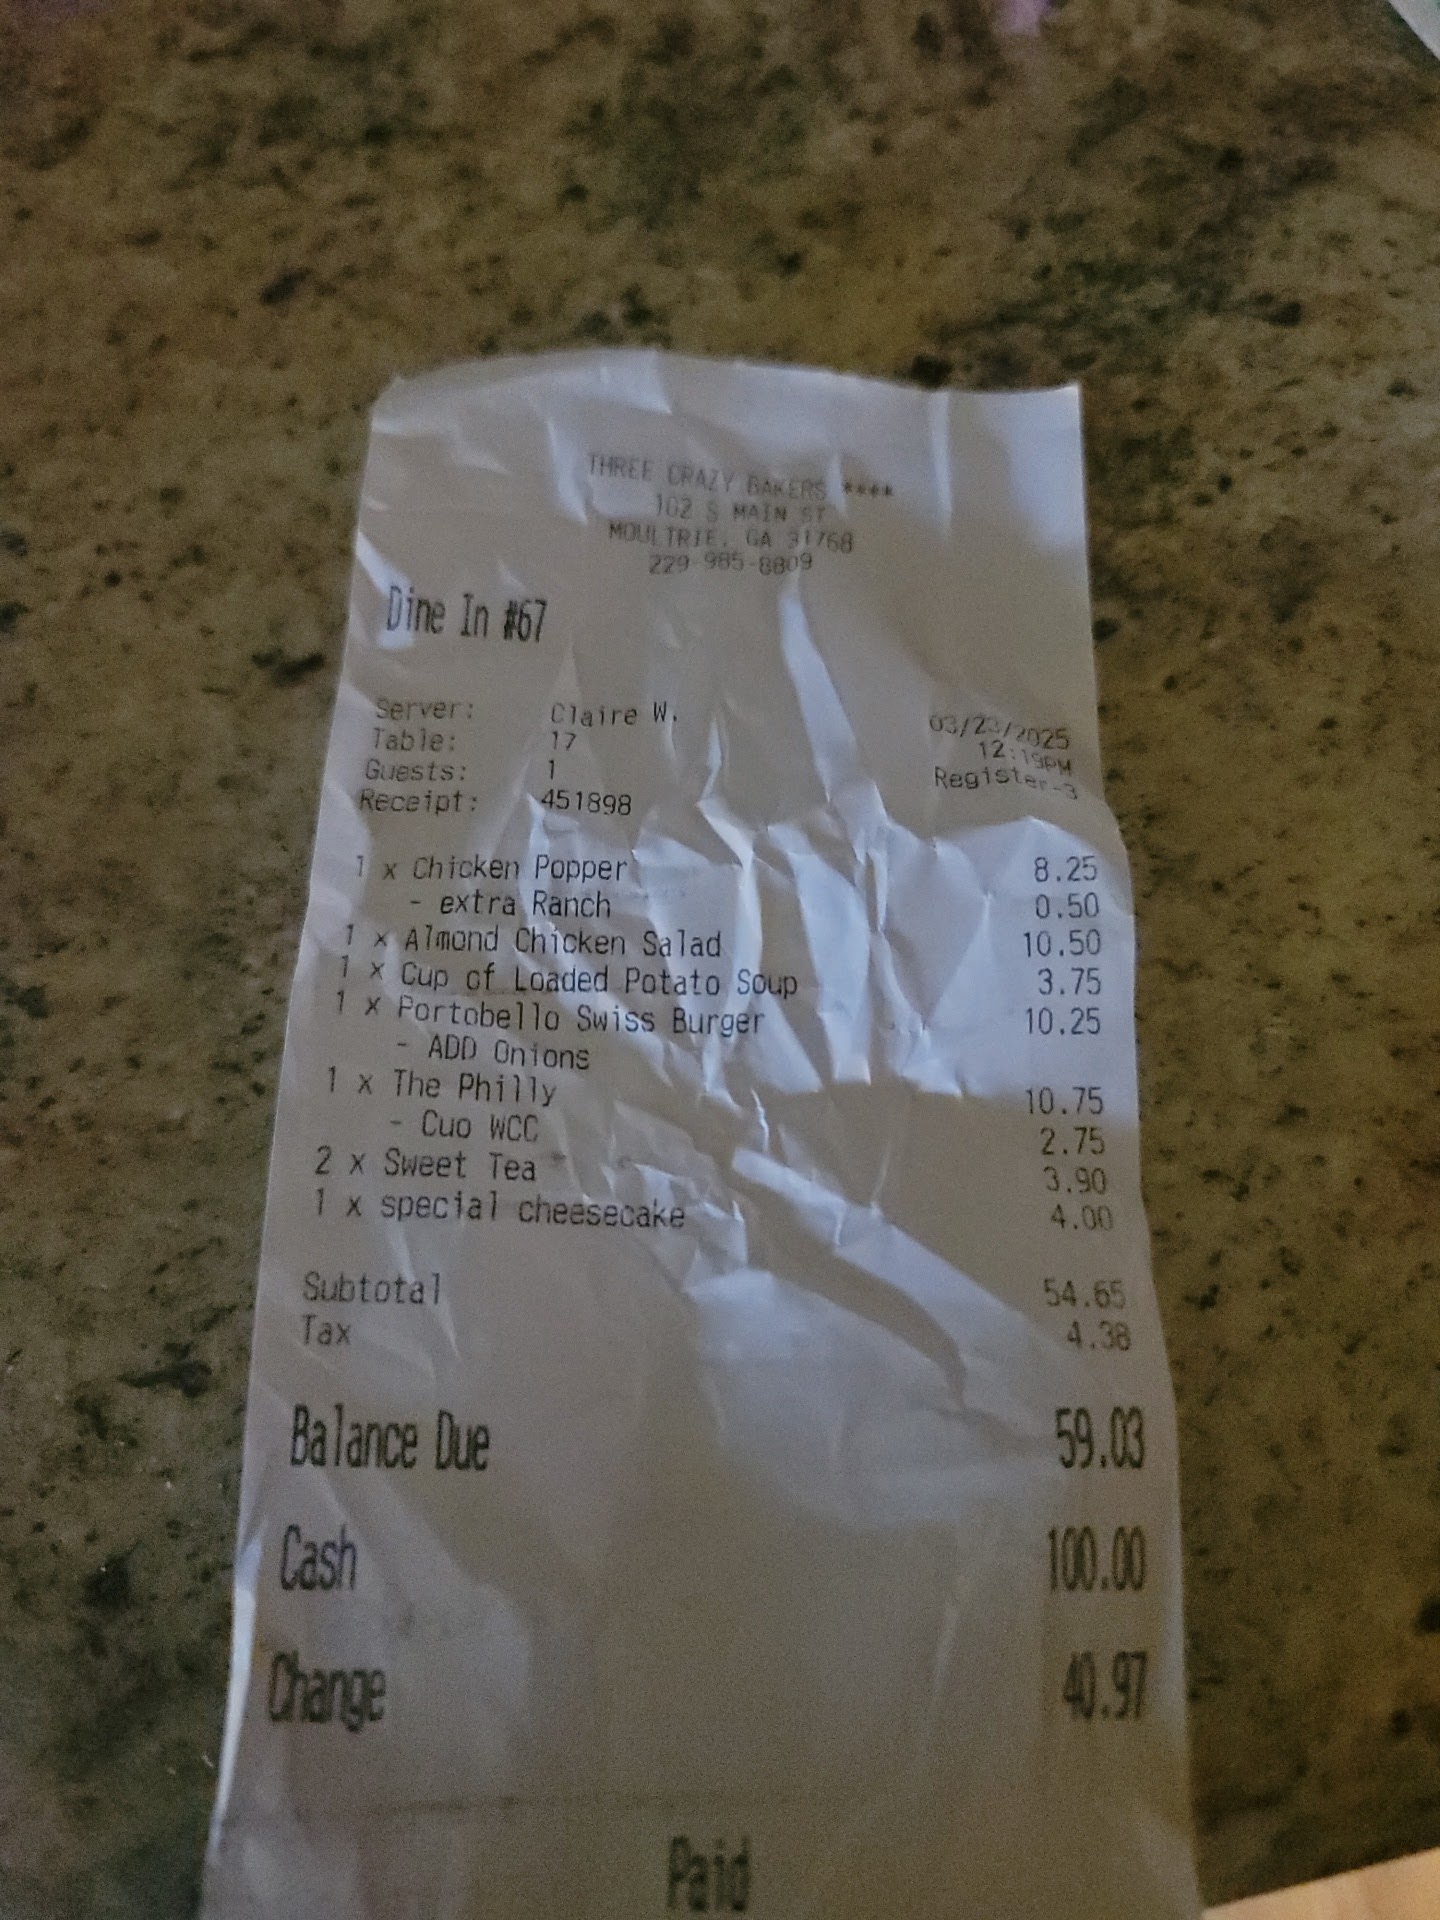 THREE CRAZY BAKERS ****
102 S MAIN ST
MOULTRIE, GA 31768
229-985-8809
Dine In #67
Server: Claire W. 03/23/2025
Table: 17 12:19PM
Guests: 1 Register-3
Receipt: 451898
1 x Chicken Popper 8.25
- extra Ranch 0.50
1 x Almond Chicken Salad 10.50
1 x Cup of Loaded Potato Soup 3.75
1 x Portobello Swiss Burger 10.25
- ADD Onions
1 x The Philly 10.75
- Cuo WCC 2.75
2 x Sweet Tea 3.90
1 x special cheesecake 4.00
Subtotal 54.65
Tax 4.38
Balance Due 59.03
Cash 100.00
Change 40.97
Paid